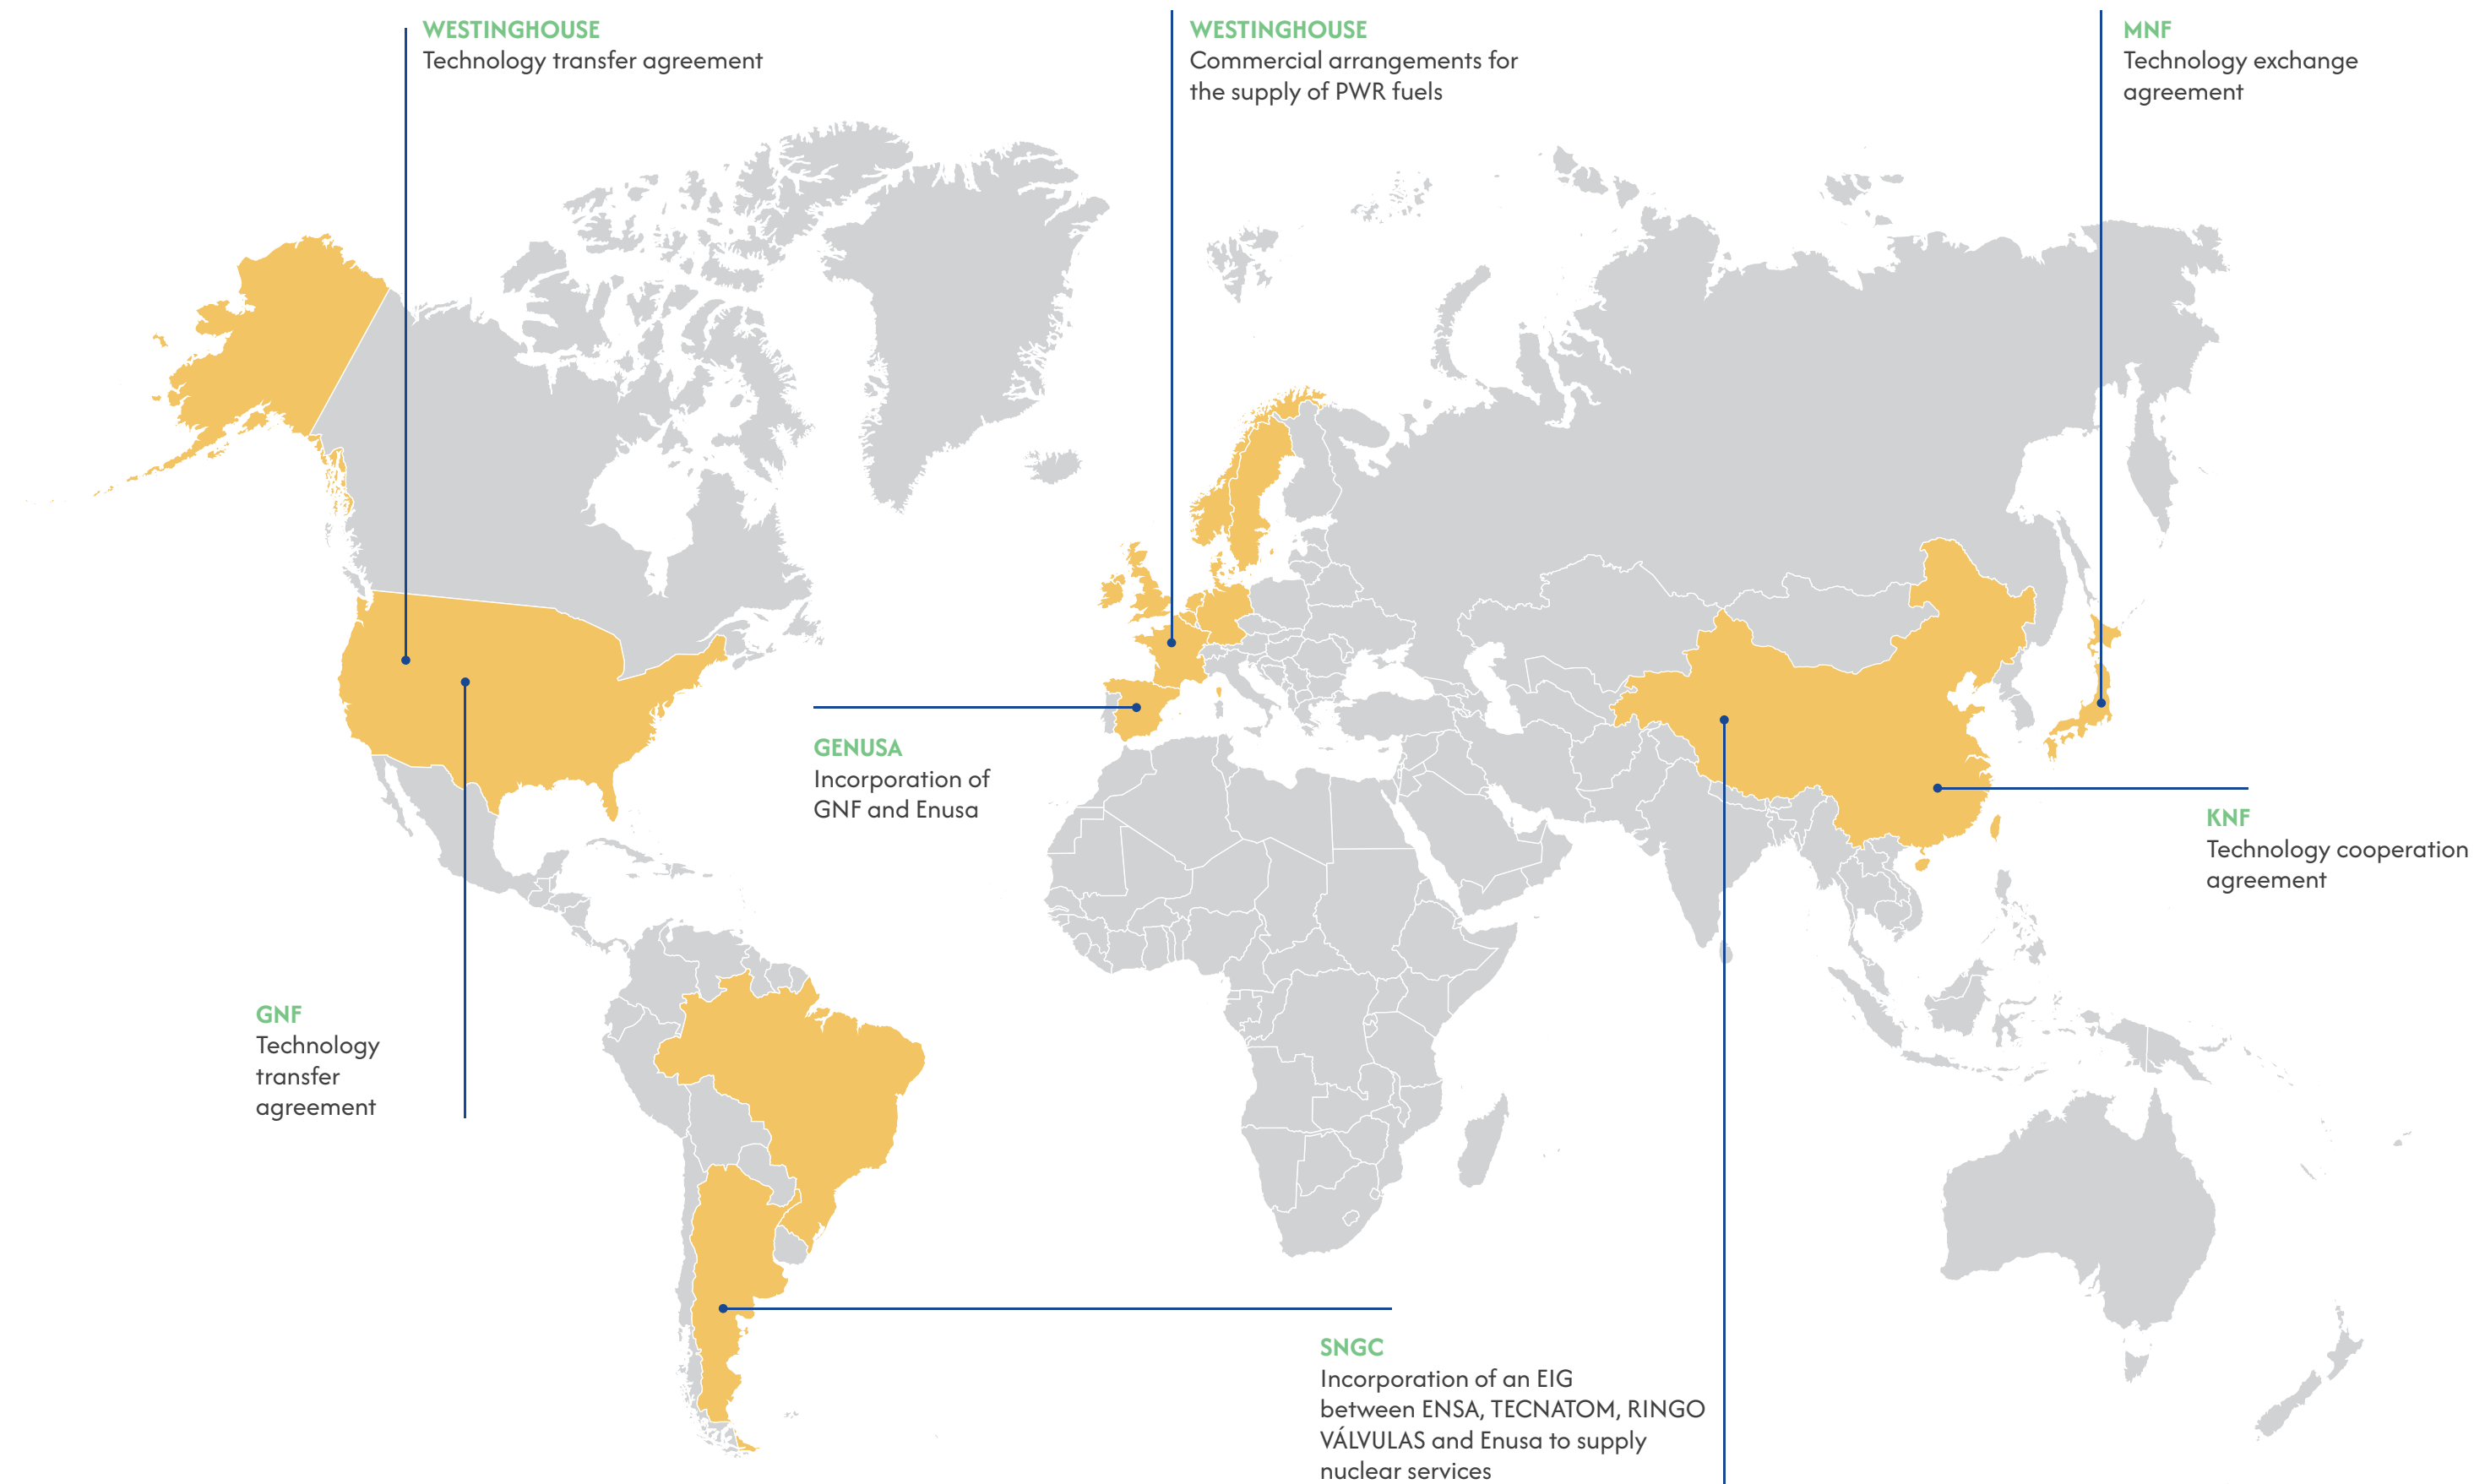 WESTINGHOUSE
Technology transfer agreement
WESTINGHOUSE
Commercial arrangements for
the supply of PWR fuels
MNF
Technology exchange
agreement
GENUSA
Incorporation of
GNF and Enusa
KNF
Technology cooperation
agreement
GNF
Technology
transfer
agreement
SNGC
Incorporation of an EIG
between ENSA, TECNATOM, RINGO
VÁLVULAS and Enusa to supply
nuclear services